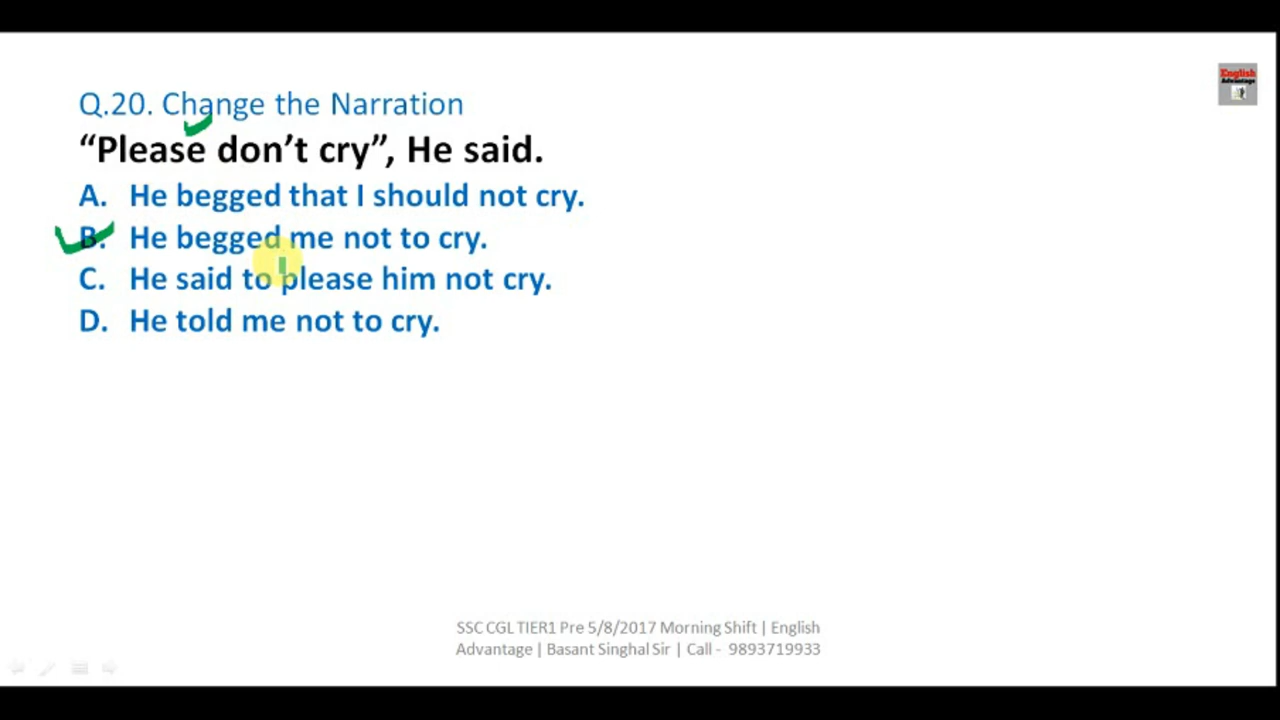 English
Advantage
Q.20. Change the Narration
“Please don’t cry”, He said.
A. He begged that I should not cry.
B. He begged me not to cry.
C. He said to please him not cry.
D. He told me not to cry.
SSC CGL TIER1 Pre 5/8/2017 Morning Shift | English
Advantage | Basant Singhal Sir | Call - 9893719933